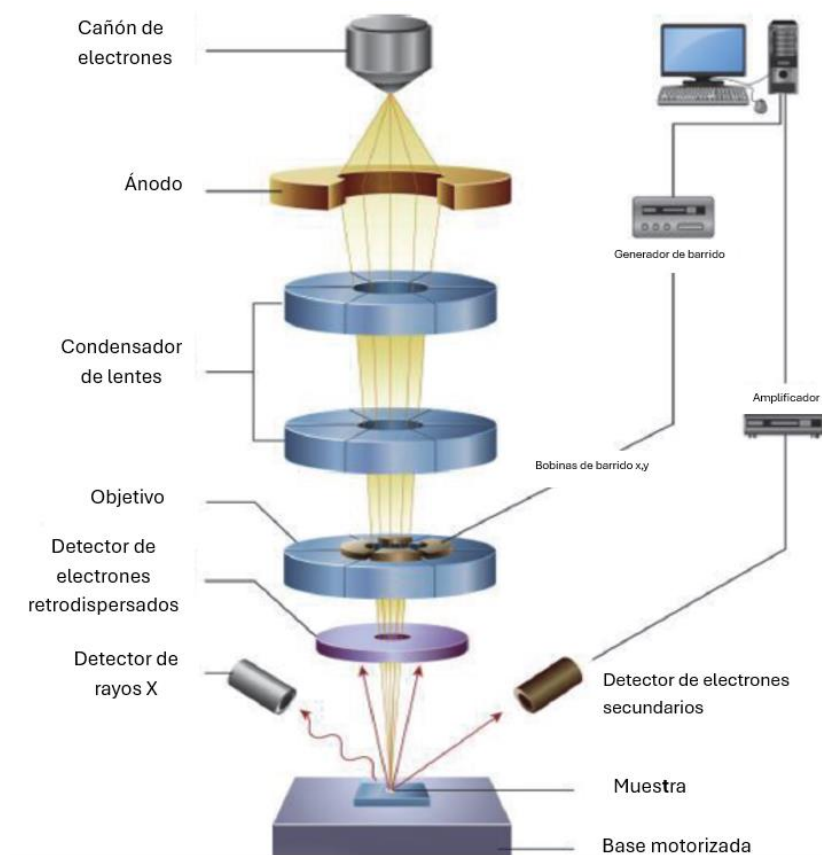 Cañón de
electrones
Ánodo
Generador de barrido
Condensador
de lentes
Amplificador
Bobinas de barrido x,y
Objetivo
Detector de
electrones
retrodispersados
Detector de
rayos X
Detector de electrones
secundarios
Muestra
Base motorizada